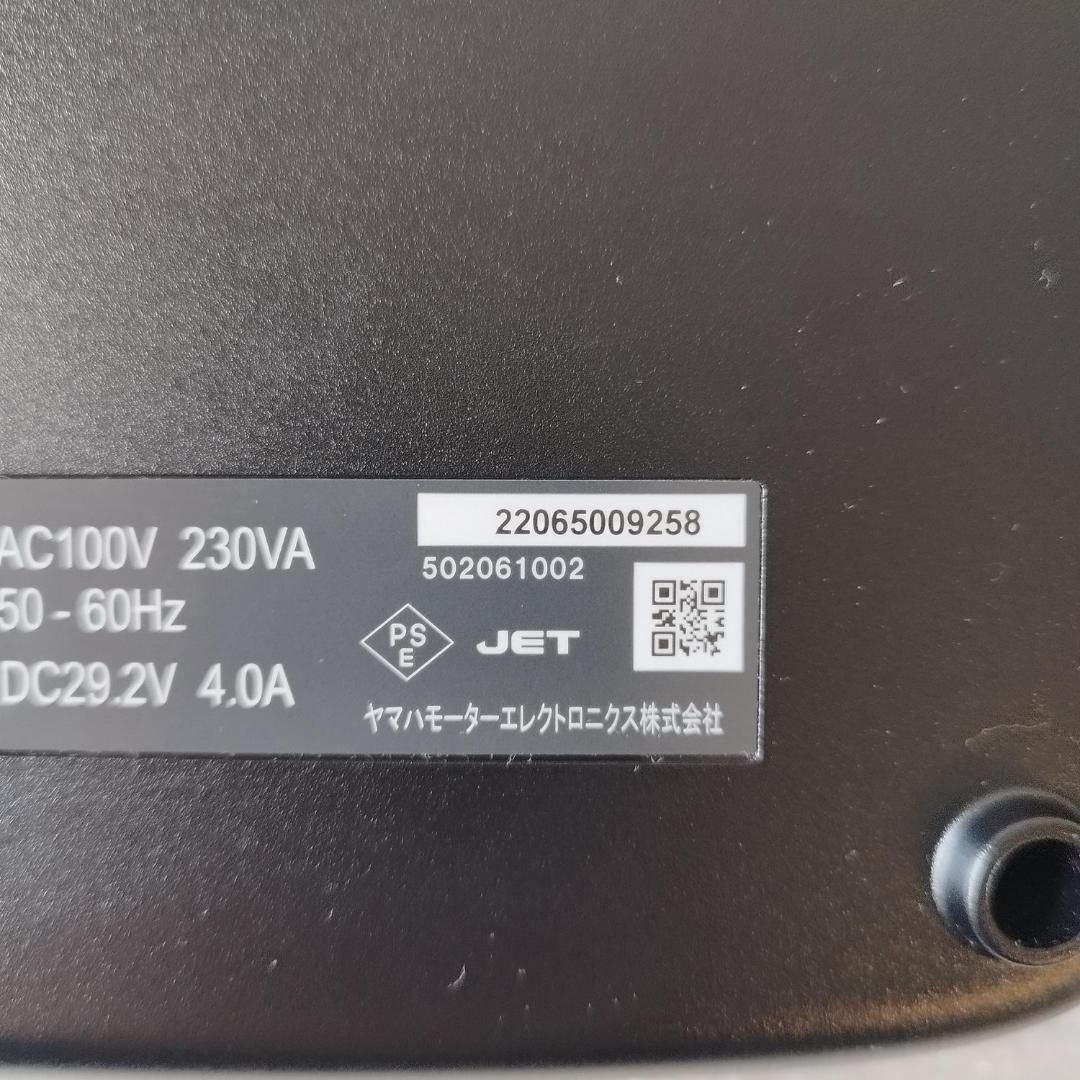 22065009258
AC100V 230VA
502061002
50-60Hz
PS
E
JET
DC29.2V 4.0A
ヤマハモーターエレクトロニクス株式会社